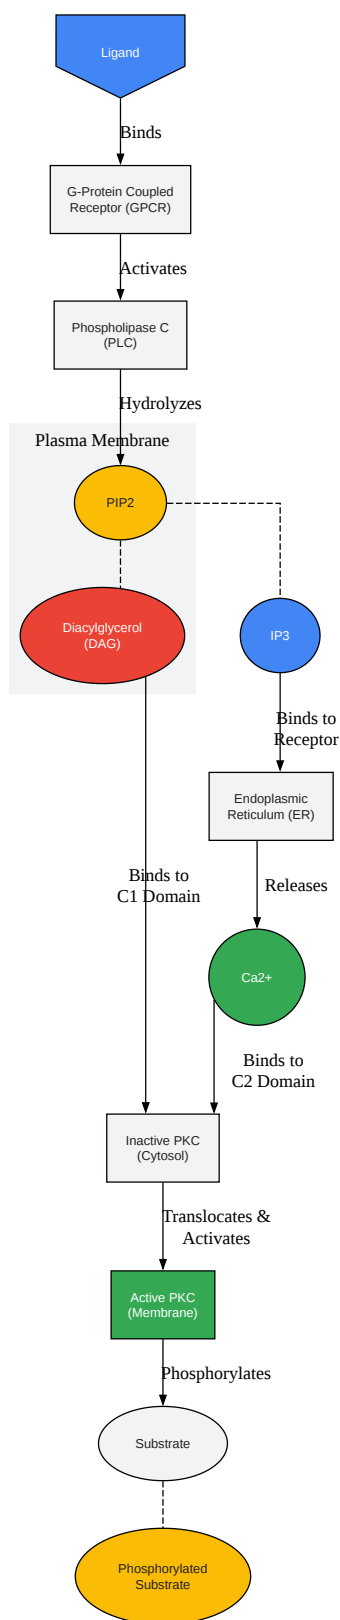 Ligand
Binds
G-Protein Coupled
Receptor (GPCR)
Activates
Phospholipase C
(PLC)
Hydrolyzes
Plasma Membrane
PIP2
Diacylglycerol
(DAG)
IP3
Binds to
Receptor
Endoplasmic
Reticulum (ER)
Binds to
C1 Domain
Releases
Ca2+
Binds to
C2 Domain
Inactive PKC
(Cytosol)
Translocates &
Activates
Active PKC
(Membrane)
Phosphorylates
Substrate
Phosphorylated
Substrate